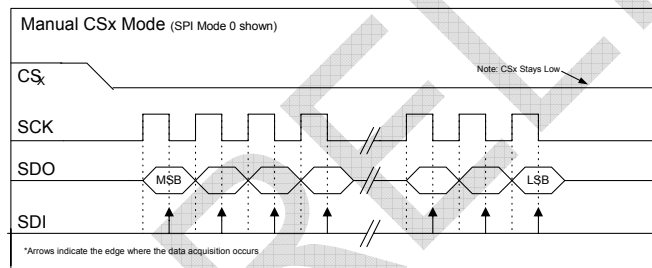 Manual CSx Mode (SPI Mode 0 shown)
CSx
Note: CSx Stays Low
SCK
SDO
MSB
LSB
SDI
*Arrows indicate the edge where the data acquisition occurs